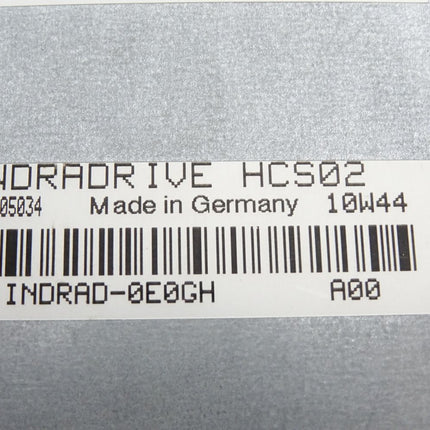 NDRADRIVE HCS02
05034 Made in Germany 10W44
INDRAD-0E0GH A00